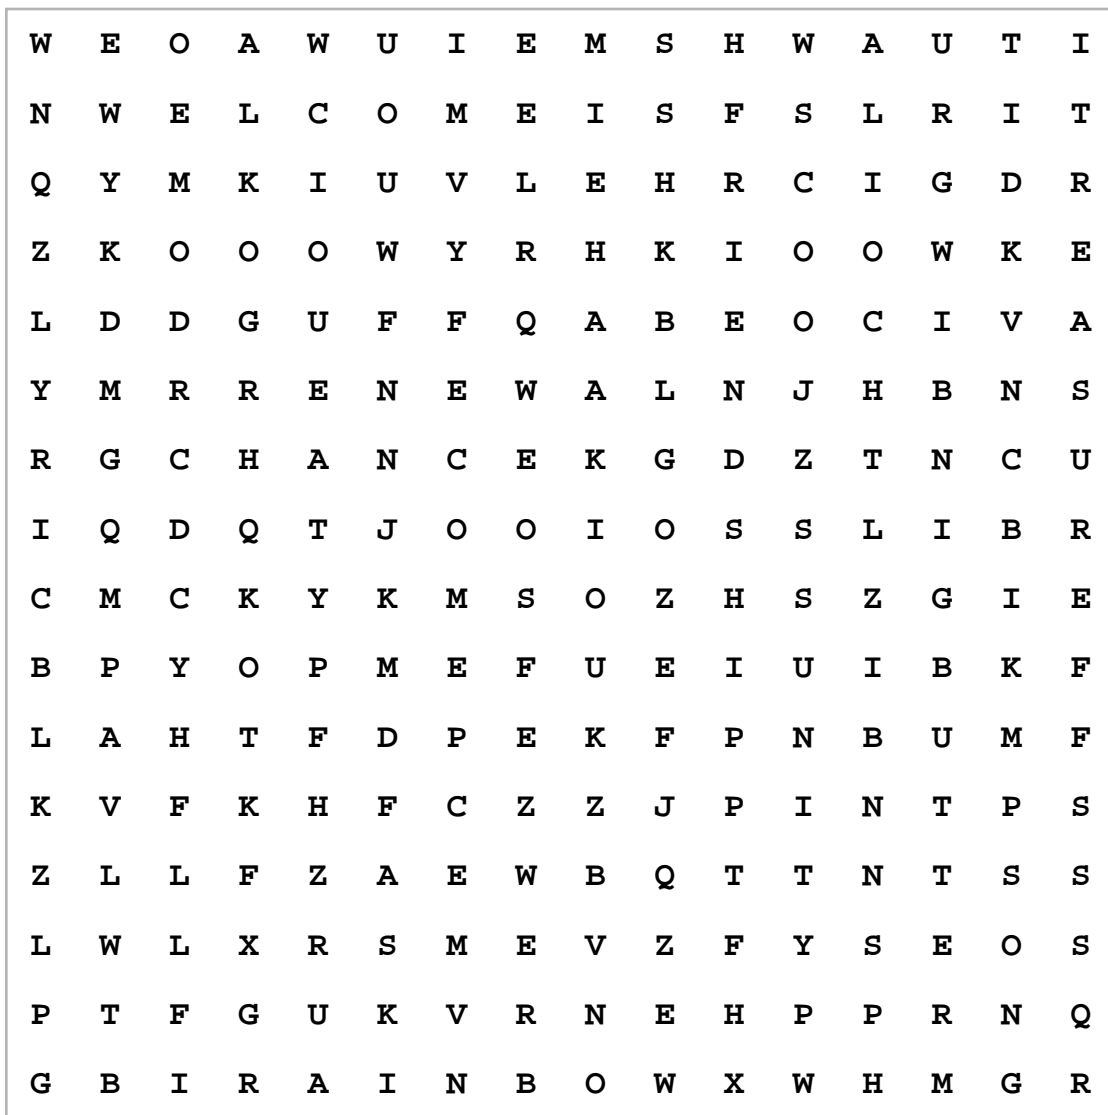 W E O A W U I E M S H W A U T I
N W E L C O M E I S F S L R I T
Q Y M K I U V L E H R C I G D R
Z K O O O W Y R H K I O O W K E
L D D G U F F Q A B E O C I V A
Y M R R E N E W A L N J H B N S
R G C H A N C E K G D Z T N C U
I Q D Q T J O O I O S S L I B R
C M C K Y K M S O Z H S Z G I E
B P Y O P M E F U E I U I B K F
L A H T F D P E K F P N B U M F
K V F K H F C Z Z J P I N T P S
Z L L F Z A E W B Q T T N T S S
L W L X R S M E V Z F Y S E O S
P T F G U K V R N E H P P R N Q
G B I R A I N B O W X W H M G R